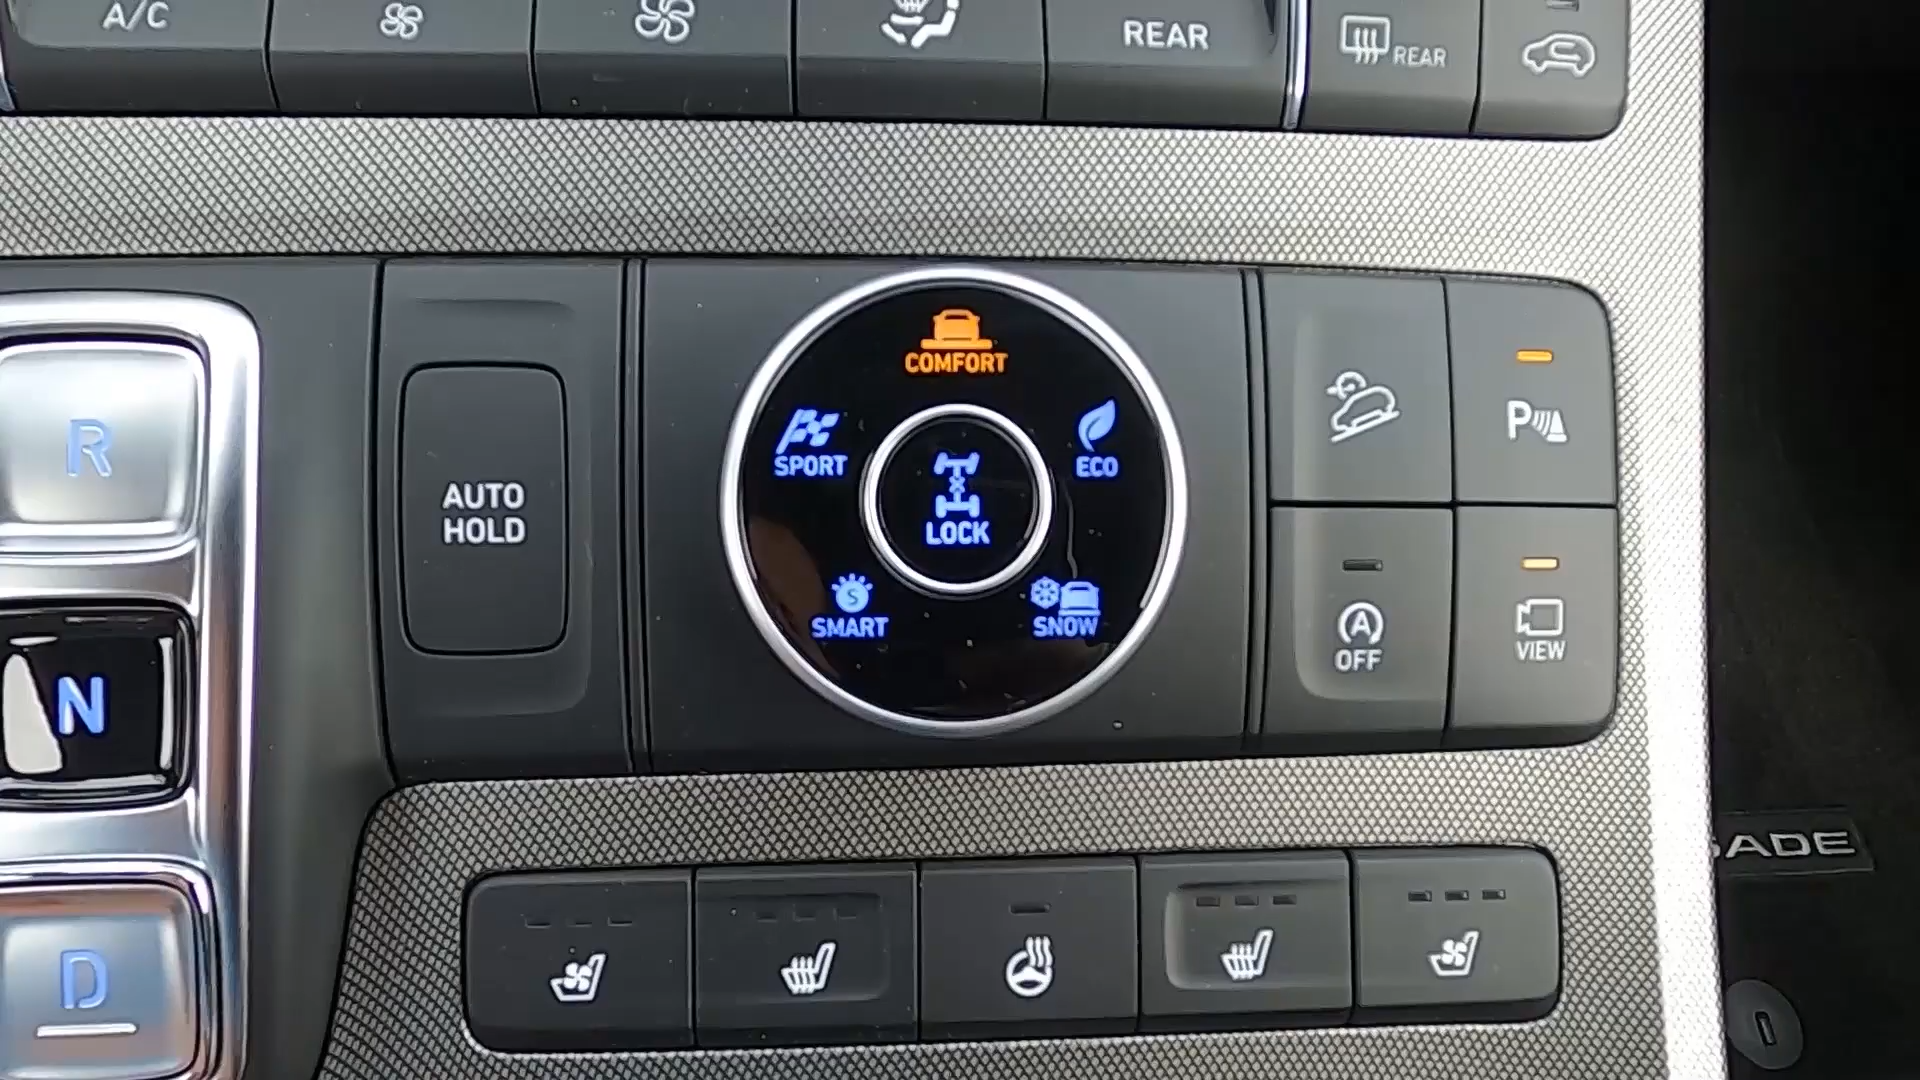 A/C
REAR
REAR
COMFORT
SPORT
ECO
LOCK
SMART
SNOW
AUTO
HOLD
R
N
D
P
A
OFF
VIEW
S
ADE